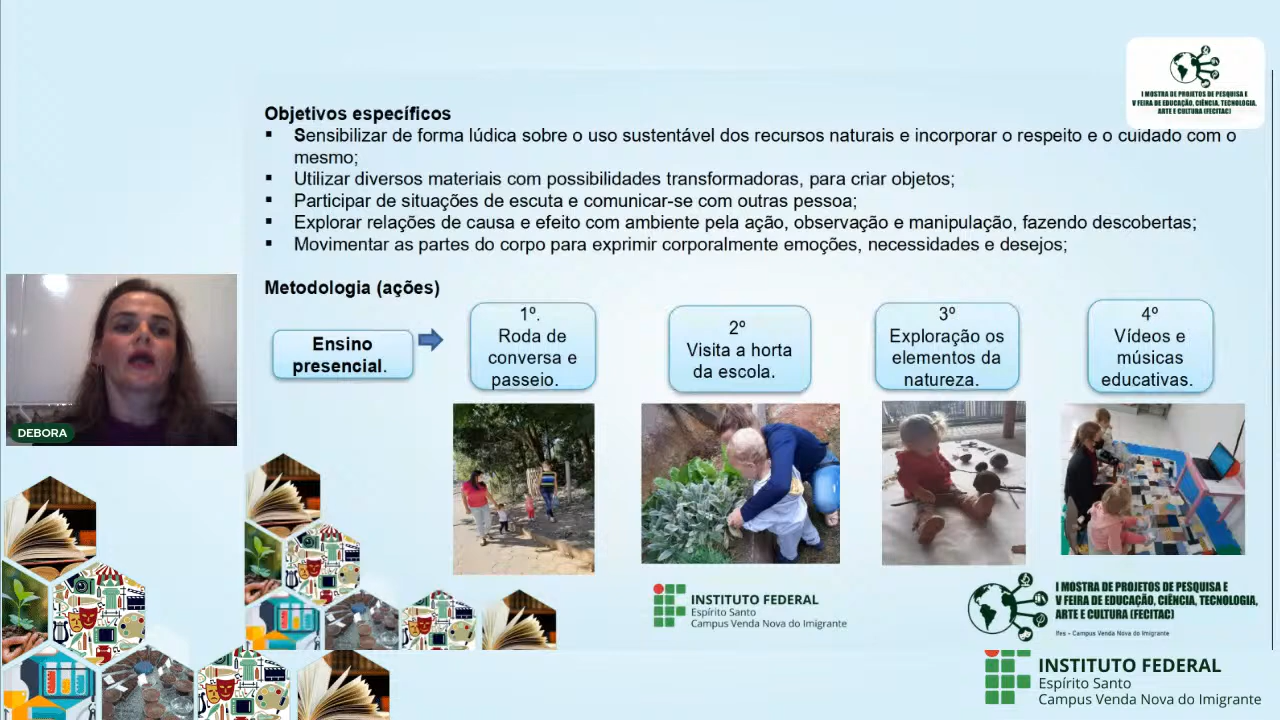 I MOSTRA DE PROJETOS DE PESQUISA E
V FEIRA DE EDUCAÇÃO, CIÊNCIA, TECNOLOGIA,
ARTE E CULTURA (FECITAC)
Objetivos específicos
▪ Sensibilizar de forma lúdica sobre o uso sustentável dos recursos naturais e incorporar o respeito e o cuidado com o
mesmo;
▪ Utilizar diversos materiais com possibilidades transformadoras, para criar objetos;
▪ Participar de situações de escuta e comunicar-se com outras pessoa;
▪ Explorar relações de causa e efeito com ambiente pela ação, observação e manipulação, fazendo descobertas;
▪ Movimentar as partes do corpo para exprimir corporalmente emoções, necessidades e desejos;
Metodologia (ações)
Ensino
presencial.
1º.
Roda de
conversa e
passeio.
2º
Visita a horta
da escola.
3º
Exploração os
elementos da
natureza.
4º
Vídeos e
músicas
educativas.
DEBORA
INSTITUTO FEDERAL
Espírito Santo
Campus Venda Nova do Imigrante
I MOSTRA DE PROJETOS DE PESQUISA E
V FEIRA DE EDUCAÇÃO, CIÊNCIA, TECNOLOGIA,
ARTE E CULTURA (FECITAC)
Ifes – Campus Venda Nova do Imigrante
INSTITUTO FEDERAL
Espírito Santo
Campus Venda Nova do Imigrante